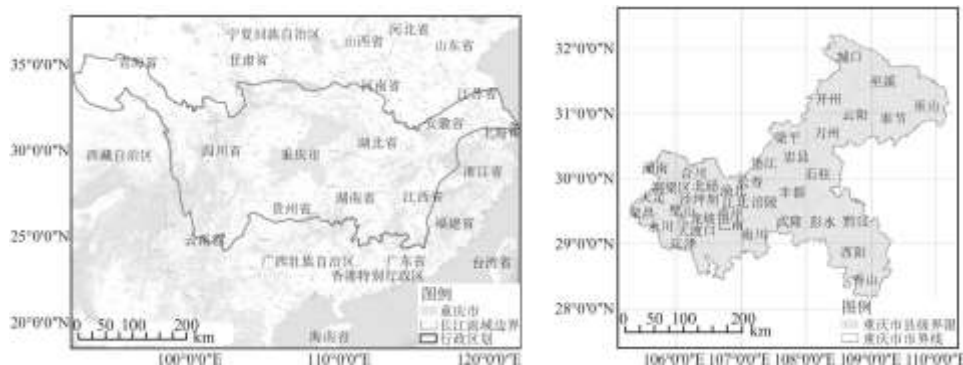 宁夏回族自治区
河北省
山西省
山东省
甘肃省
青海省
河南省
江苏省
安徽省
上海市
湖北省
四川省
重庆市
西藏自治区
浙江省
江西省
湖南省
贵州省
福建省
云南省
广西壮族自治区
广东省
香港特别行政区
台湾省
海南省
35°0'0"N
30°0'0"N
25°0'0"N
20°0'0"N
100°0'0"E
110°0'0"E
120°0'0"E
图例
重庆市
长江流域边界
行政区划
0 50 100 200
km
32°0'0"N
31°0'0"N
30°0'0"N
29°0'0"N
28°0'0"N
106°0'0"E
107°0'0"E
108°0'0"E
109°0'0"E
110°0'0"E
城口
巫溪
开州
云阳
巫山
奉节
万州
梁平
忠县
石柱
垫江
潼南
合川
长寿
丰都
涪陵
北碚
沙坪坝
大足
荣昌
永川
大渡口
江津
南川
武隆
彭水
黔江
酉阳
秀山
图例
重庆市县级界限
重庆市市界线
0 50 100 200
km